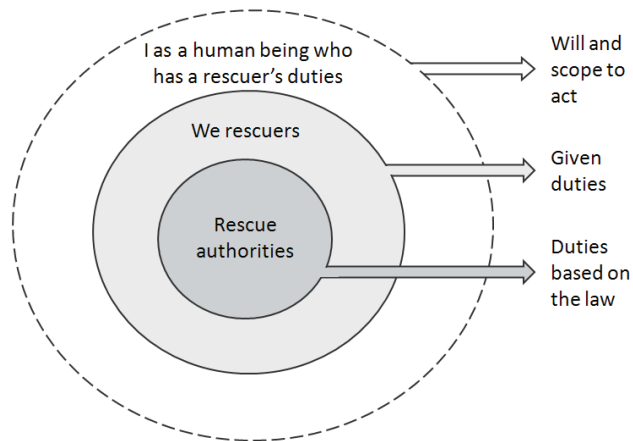 I as a human being who
has a rescuer's duties
We rescuers
Rescue
authorities
Will and
scope to
act
Given
duties
Duties
based on
the law